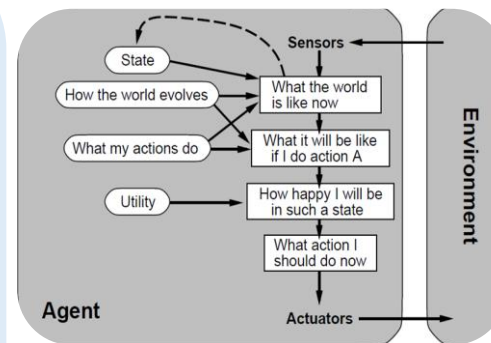 Sensors
State
How the world evolves
What the world
is like now
What my actions do
What it will be like
if I do action A
Utility
How happy I will be
in such a state
What action I
should do now
Agent
Actuators
Environment